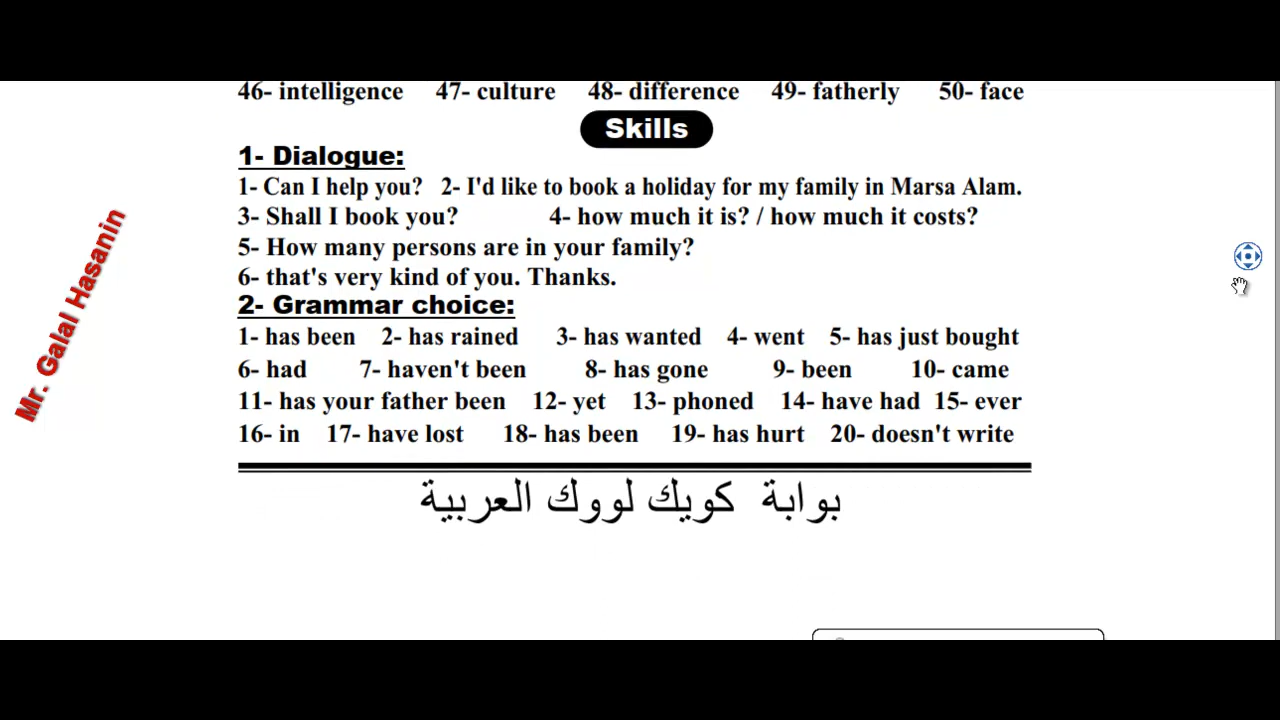 46- intelligence 47- culture 48- difference 49- fatherly 50- face
Skills
1- Dialogue:
1- Can I help you? 2- I'd like to book a holiday for my family in Marsa Alam.
3- Shall I book you? 4- how much it is? / how much it costs?
5- How many persons are in your family?
6- that's very kind of you. Thanks.
2- Grammar choice:
1- has been 2- has rained 3- has wanted 4- went 5- has just bought
6- had 7- haven't been 8- has gone 9- been 10- came
11- has your father been 12- yet 13- phoned 14- have had 15- ever
16- in 17- have lost 18- has been 19- has hurt 20- doesn't write
بوابة كويك لووك العربية
Mr. Galal Hasanin